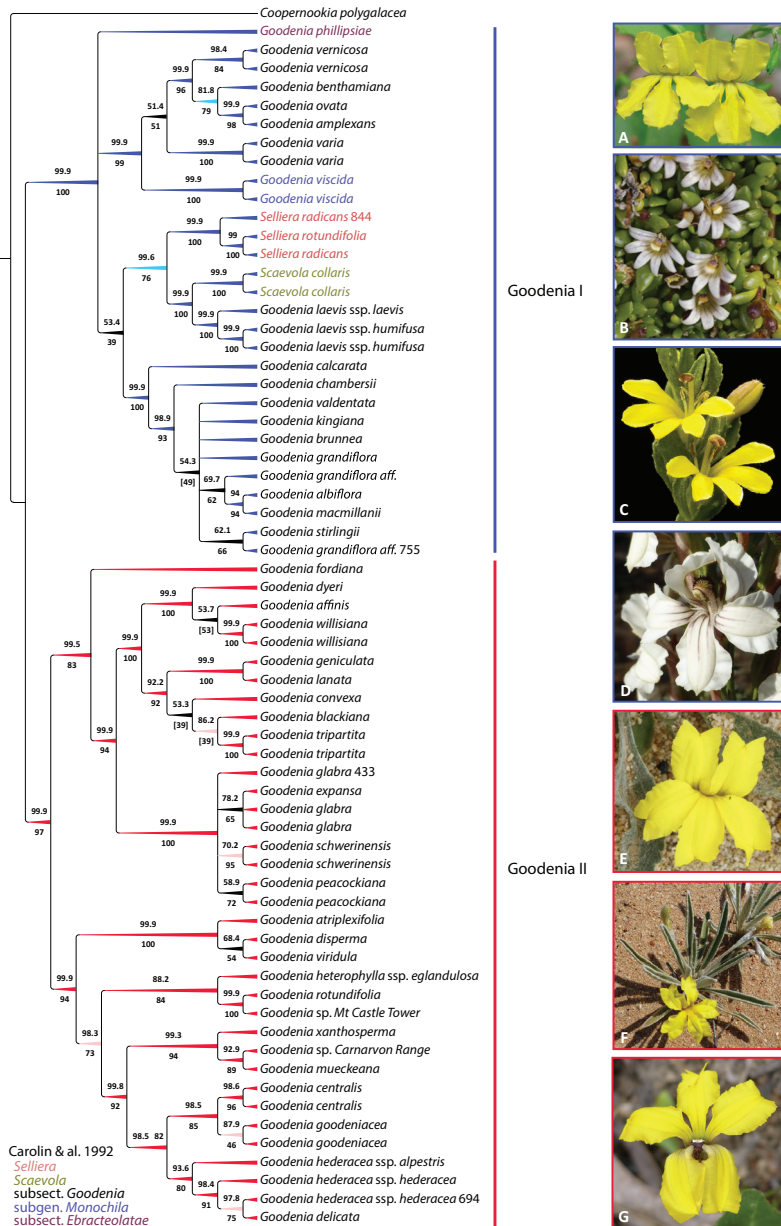 Coopernookia polygalacea
Goodenia phillipsiae
98.4
Goodenia vernicosa
99.9
84
Goodenia vernicosa
96
81.8
Goodenia benthamiana
51.4
79
99.9
Goodenia ovata
51
98
Goodenia amplexans
99.9
99.9
Goodenia varia
99
100
Goodenia varia
99.9
99.9
Goodenia viscida
100
100
Goodenia viscida
Selliera radicans 844
99.9
99
Selliera rotundifolia
100
100
Selliera radicans
99.6
76
99.9
Scaevola collaris
99.9
100
Scaevola collaris
100
99.9
Goodenia laevis ssp. laevis
100
99.9
Goodenia laevis ssp. humifusa
53.4
39
100
Goodenia laevis ssp. humifusa
Goodenia calcarata
99.9
100
Goodenia chambersii
98.9
93
Goodenia valdentata
Goodenia kingiana
Goodenia brunnea
54.3
[49]
Goodenia grandiflora
69.7
62
Goodenia grandiflora aff.
94
94
Goodenia albiflora
Goodenia macmillanii
62.1
66
Goodenia stirlingii
Goodenia grandiflora aff. 755
Goodenia I
Goodenia fordiana
99.5
83
Goodenia dyeri
99.9
100
53.7
[53]
Goodenia affinis
99.9
100
Goodenia willisiana
Goodenia willisiana
99.9
100
99.9
100
Goodenia geniculata
Goodenia lanata
92.2
92
53.3
[39]
Goodenia convexa
86.2
[39]
Goodenia blackiana
99.9
100
Goodenia tripartita
Goodenia tripartita
99.9
94
Goodenia glabra 433
78.2
65
Goodenia expansa
Goodenia glabra
99.9
100
70.2
95
Goodenia schwerinensis
Goodenia schwerinensis
58.9
72
Goodenia peacockiana
Goodenia peacockiana
99.9
97
Goodenia II
99.9
100
Goodenia atriplexifolia
68.4
54
Goodenia disperma
Goodenia viridula
99.9
94
88.2
84
Goodenia heterophylla ssp. eglandulosa
99.9
100
Goodenia rotundifolia
Goodenia sp. Mt Castle Tower
98.3
73
99.3
94
Goodenia xanthosperma
92.9
89
Goodenia sp. Carnarvon Range
Goodenia mueckeana
99.8
92
98.5
85
98.6
96
Goodenia centralis
Goodenia centralis
87.9
46
Goodenia goodeniacea
Goodenia goodeniacea
98.5 82
93.6
80
Goodenia hederacea ssp. alpestris
98.4
91
Goodenia hederacea ssp. hederacea
97.8
75
Goodenia hederacea ssp. hederacea 694
Goodenia delicata
Carolin & al. 1992
Selliera
Scaevola
subsect. Goodenia
subgen. Monochila
subsect. Ebracteolatae
A
B
C
D
E
F
G